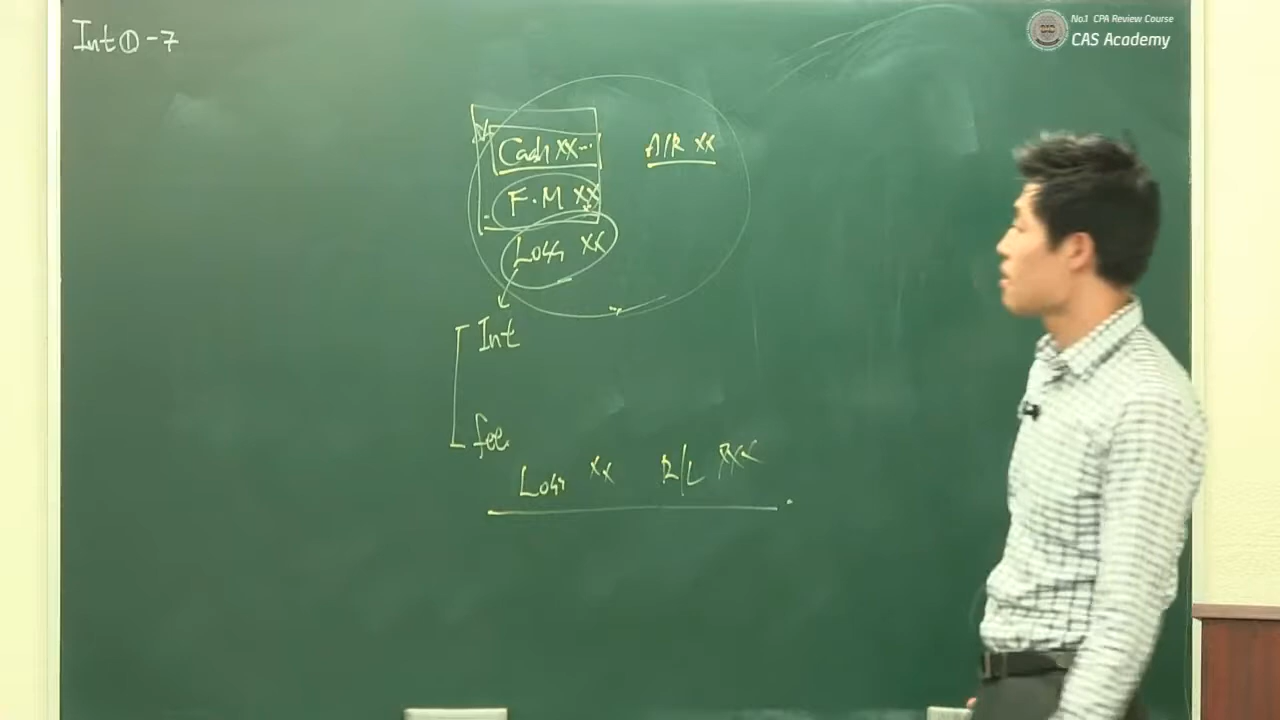 Int①-7
No.1 CPA Review Course
CAS Academy
Cash XX A/R XX
F.M XX
Loss XX
Int
fee
Loss XX R/L XXX